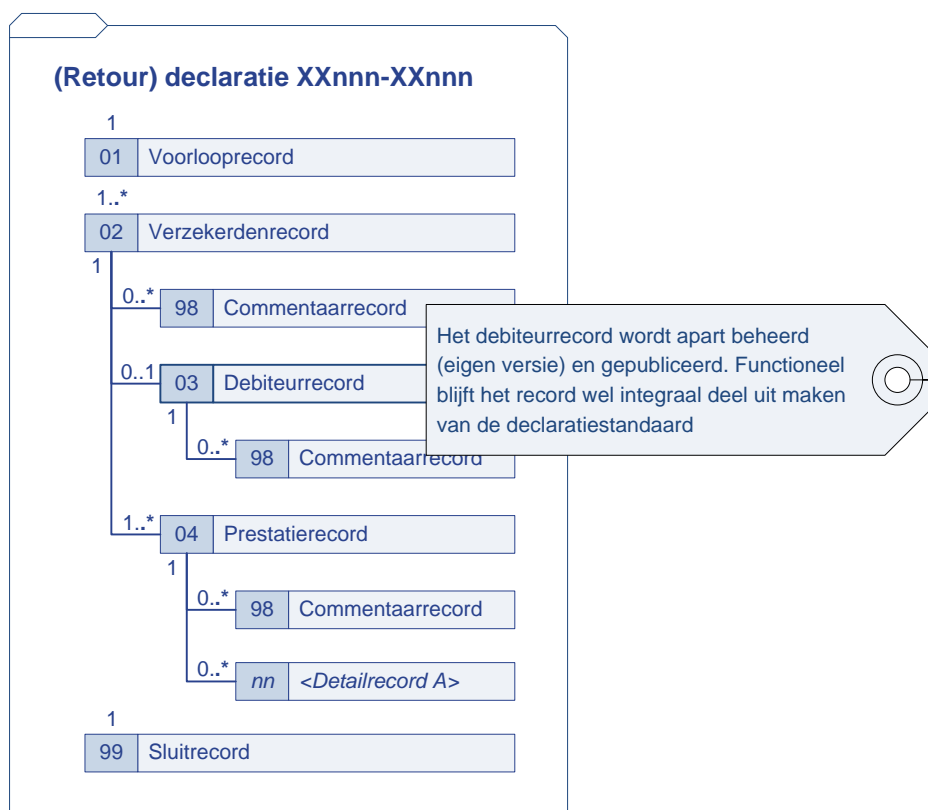 (Retour) declaratie XXnnn-XXnnn
1
01 Voorlooprecord
1..*
02 Verzekerdenrecord
1
0..* 98 Commentaarrecord
Het debiteurrecord wordt apart beheerd
(eigen versie) en gepubliceerd. Functioneel
blijft het record wel integraal deel uit maken
van de declaratiestandaard
0..1 03 Debiteurrecord
1
0..* 98 Commentaarrecord
1..* 04 Prestatierecord
1
0..* 98 Commentaarrecord
0..* nn <Detailrecord A>
1
99 Sluitrecord